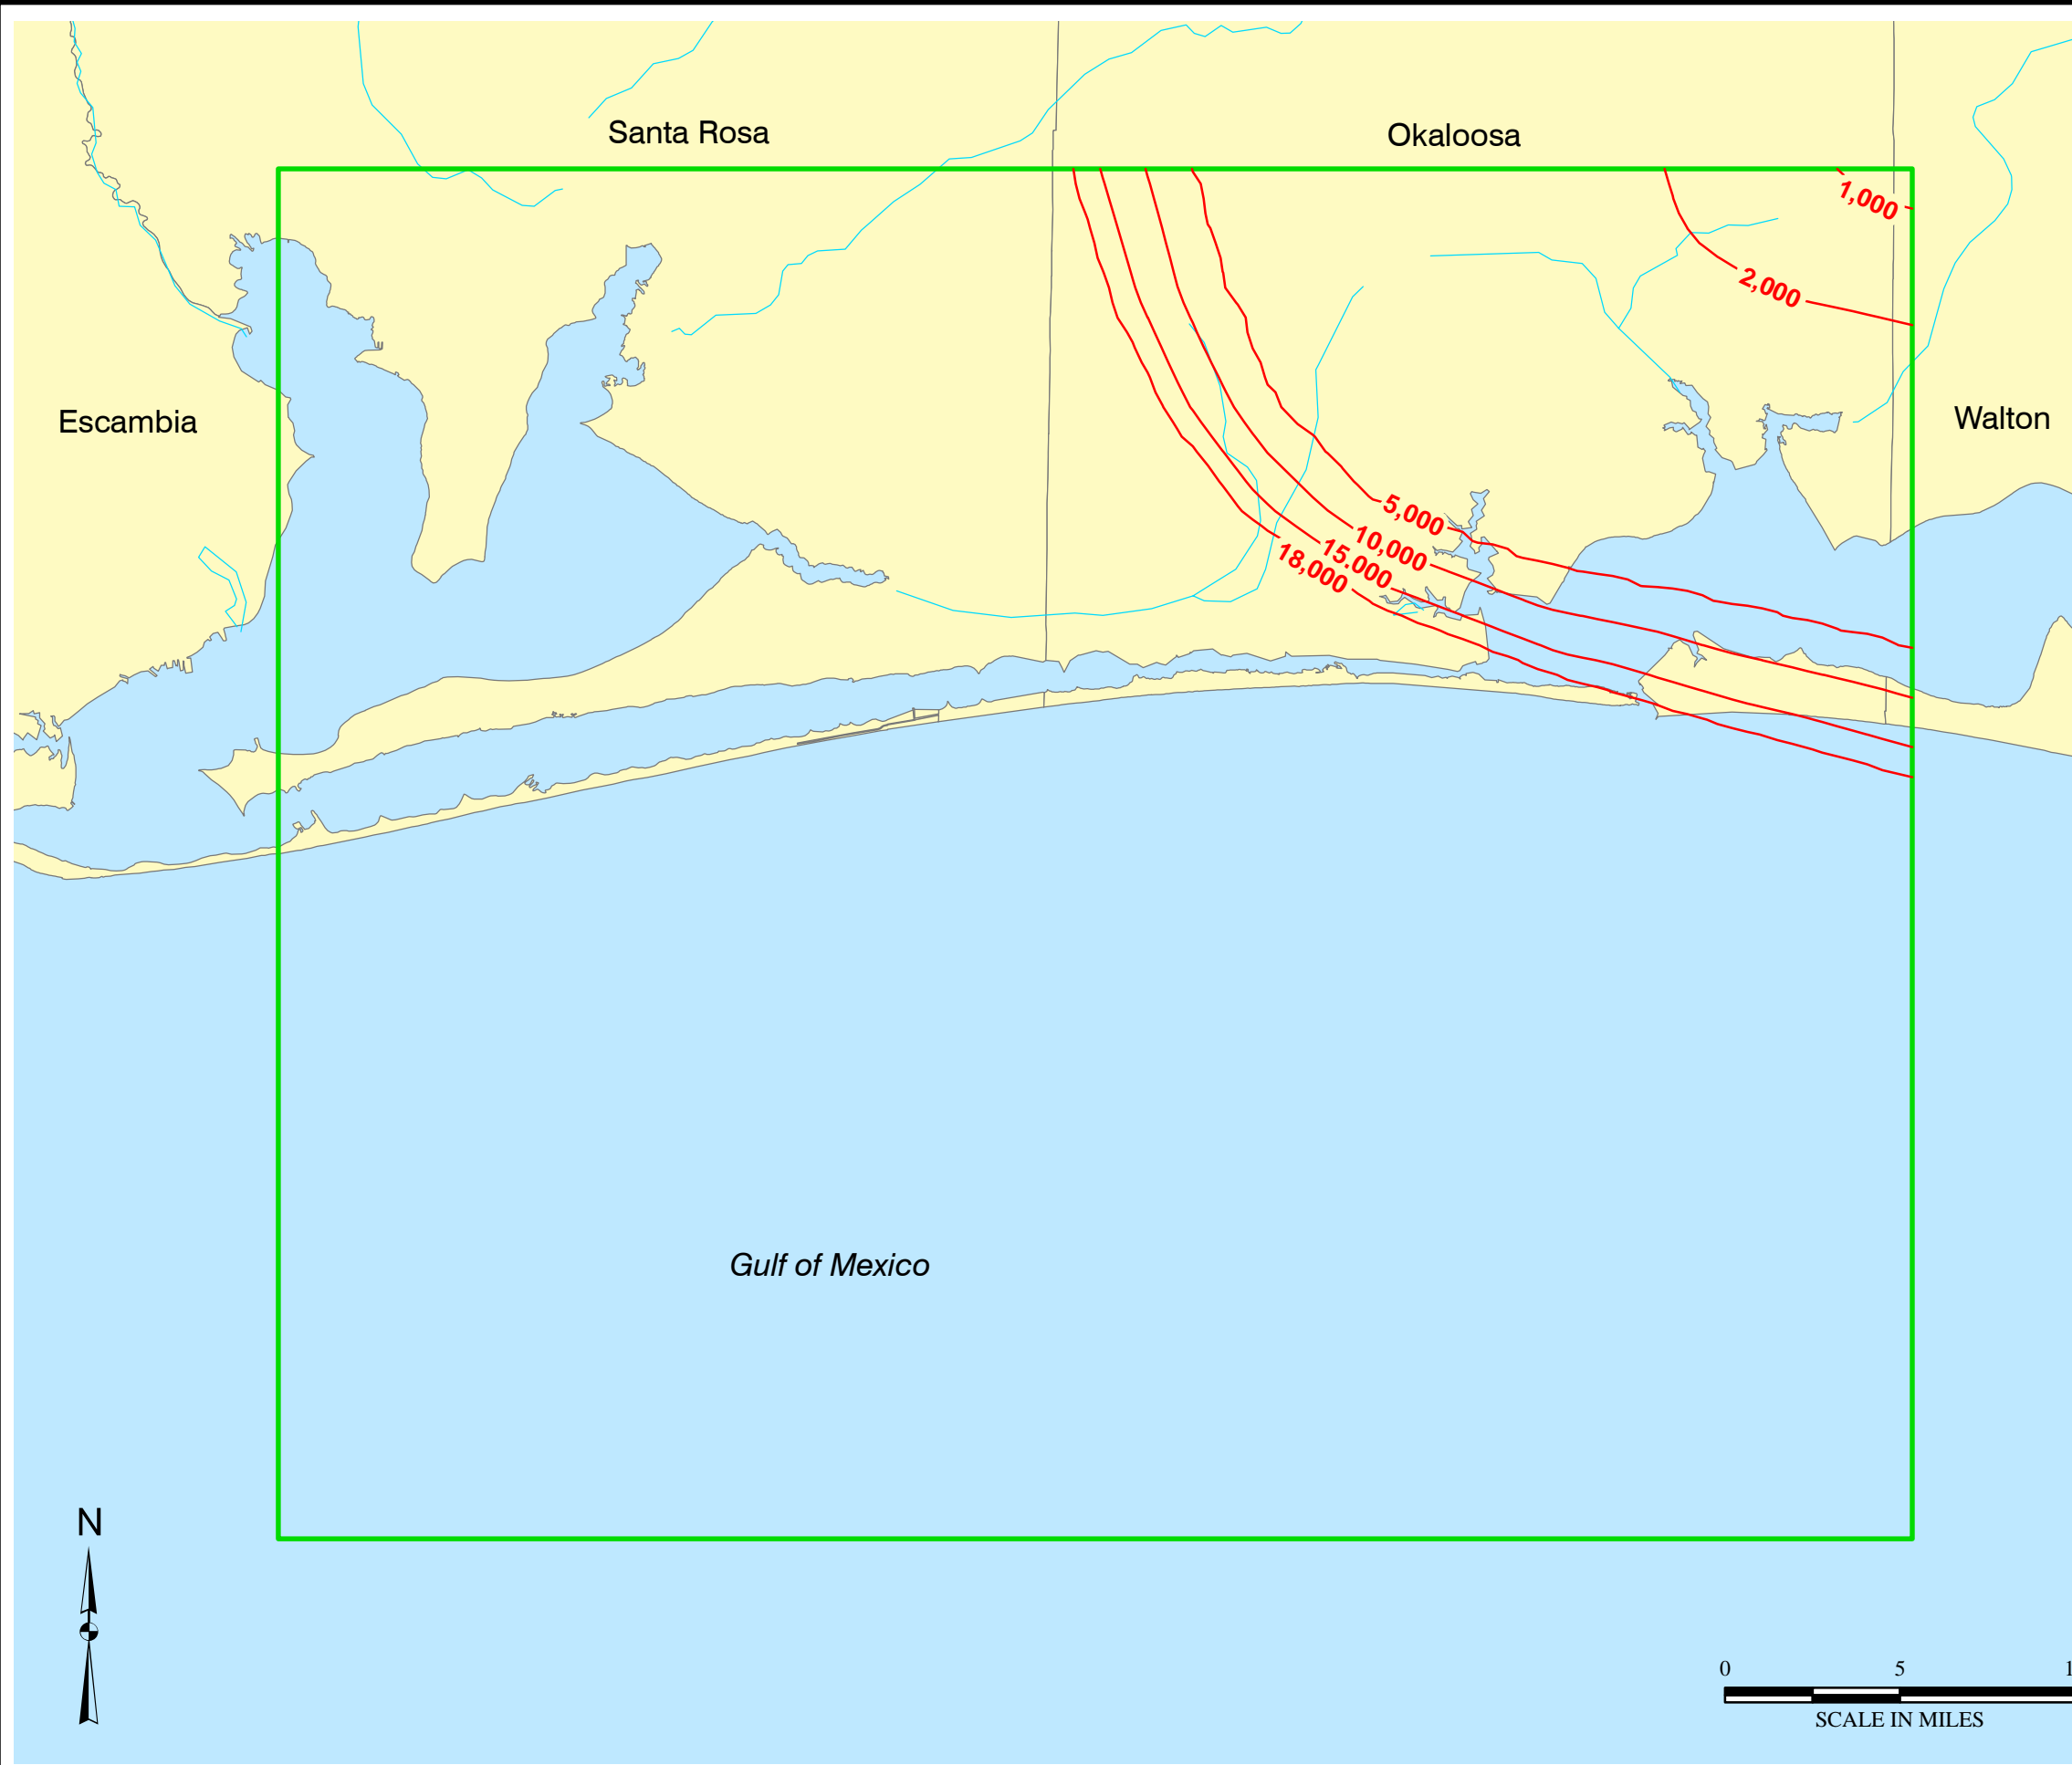 Santa Rosa
Okaloosa
1,000
2,000
Escambia
Walton
5,000
10,000
15.000
18,000
Gulf of Mexico
N
0 5 1
SCALE IN MILES